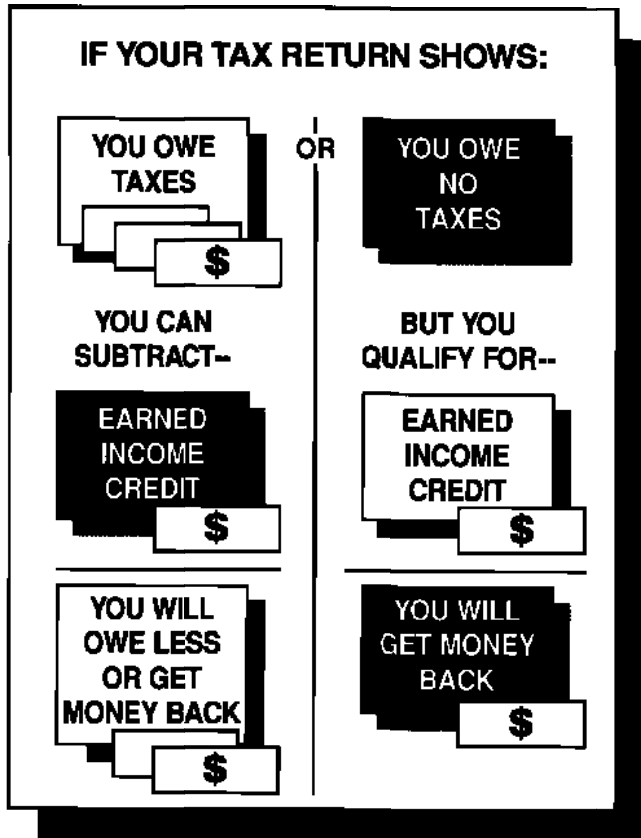 IF YOUR TAX RETURN SHOWS:
YOU OWE
TAXES
$
YOU CAN
SUBTRACT--
EARNED
INCOME
CREDIT
$
YOU WILL
OWE LESS
OR GET
MONEY BACK
$
OR
YOU OWE
NO
TAXES
BUT YOU
QUALIFY FOR--
EARNED
INCOME
CREDIT
$
YOU WILL
GET MONEY
BACK
$